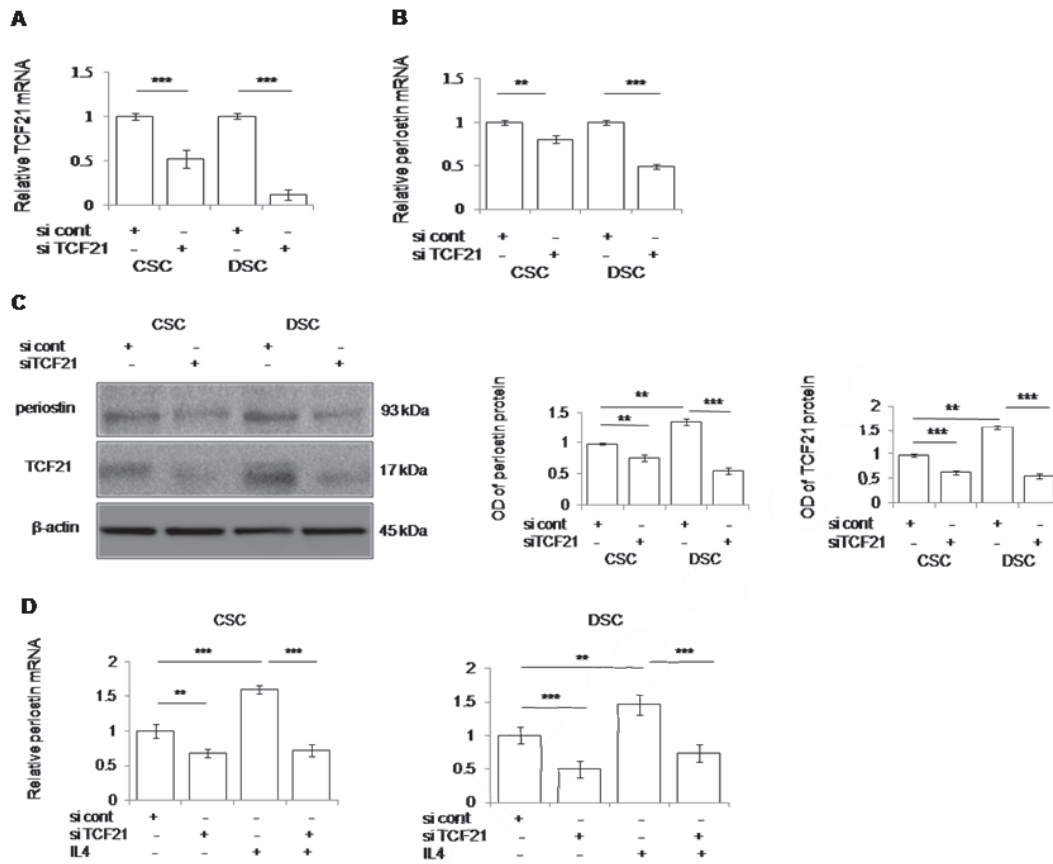 A
Relative TCF21 mRNA
1.5
1
0.5
0
***
***
si cont + - + -
si TCF21 - + - +
CSC DSC
B
Relative periostin mRNA
1.5
1
0.5
0
**
***
si cont + - + -
si TCF21 - + - +
CSC DSC
C
CSC DSC
si cont + - + -
siTCF21 - + - +
periostin 93 kDa
TCF21 17 kDa
β-actin 45 kDa
OD of periostin protein
1.5
1
0.5
0
**
**
***
si cont + - + -
siTCF21 - + - +
CSC DSC
OD of TCF21 protein
2
1.5
1
0.5
0
**
***
***
si cont + - + -
siTCF21 - + - +
CSC DSC
D
CSC
Relative periostin mRNA
2
1.5
1
0.5
0
***
***
**
si cont + - - -
si TCF21 - + - +
IL4 - - + +
DSC
2
1.5
1
0.5
0
**
***
***
si cont + - - -
si TCF21 - + - +
IL4 - - + +